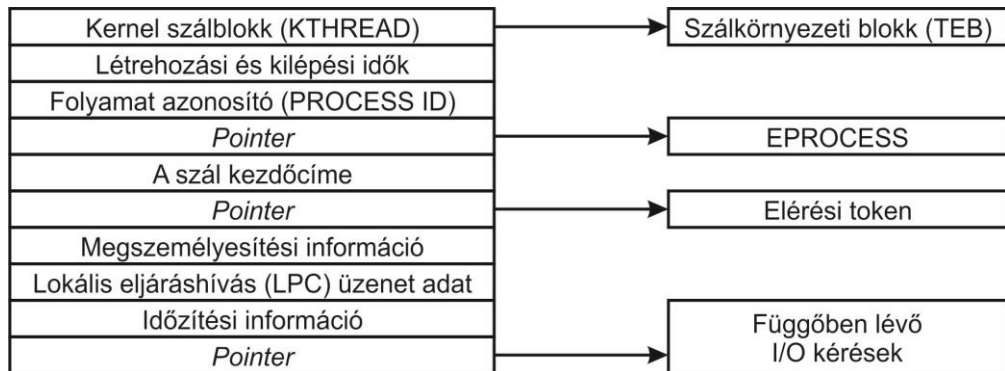 Kernel szálblokk (KTHREAD)
Szálkörnyezeti blokk (TEB)
Létrehozási és kilépési idők
Folyamat azonosító (PROCESS ID)
Pointer
EPROCESS
A szál kezdőcíme
Pointer
Elérési token
Megszemélyesítési információ
Lokális eljáráshívás (LPC) üzenet adat
Időzítési információ
Pointer
Függőben lévő
I/O kérések